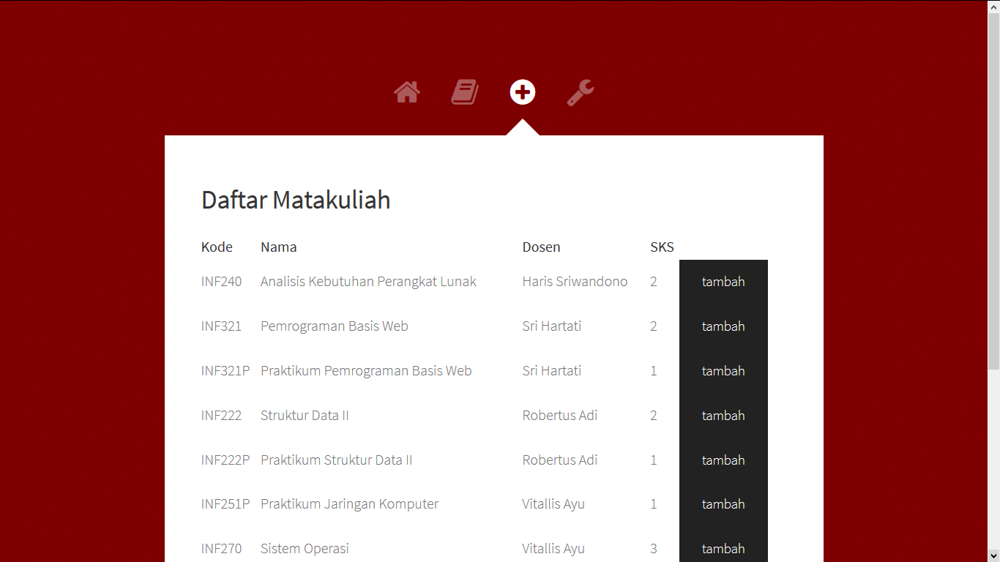 Daftar Matakuliah
Kode Nama Dosen SKS
INF240 Analisis Kebutuhan Perangkat Lunak Haris Sriwandono 2 tambah
INF321 Pemrograman Basis Web Sri Hartati 2 tambah
INF321P Praktikum Pemrograman Basis Web Sri Hartati 1 tambah
INF222 Struktur Data II Robertus Adi 2 tambah
INF222P Praktikum Struktur Data II Robertus Adi 1 tambah
INF251P Praktikum Jaringan Komputer Vitallis Ayu 1 tambah
INF270 Sistem Operasi Vitallis Ayu 3 tambah